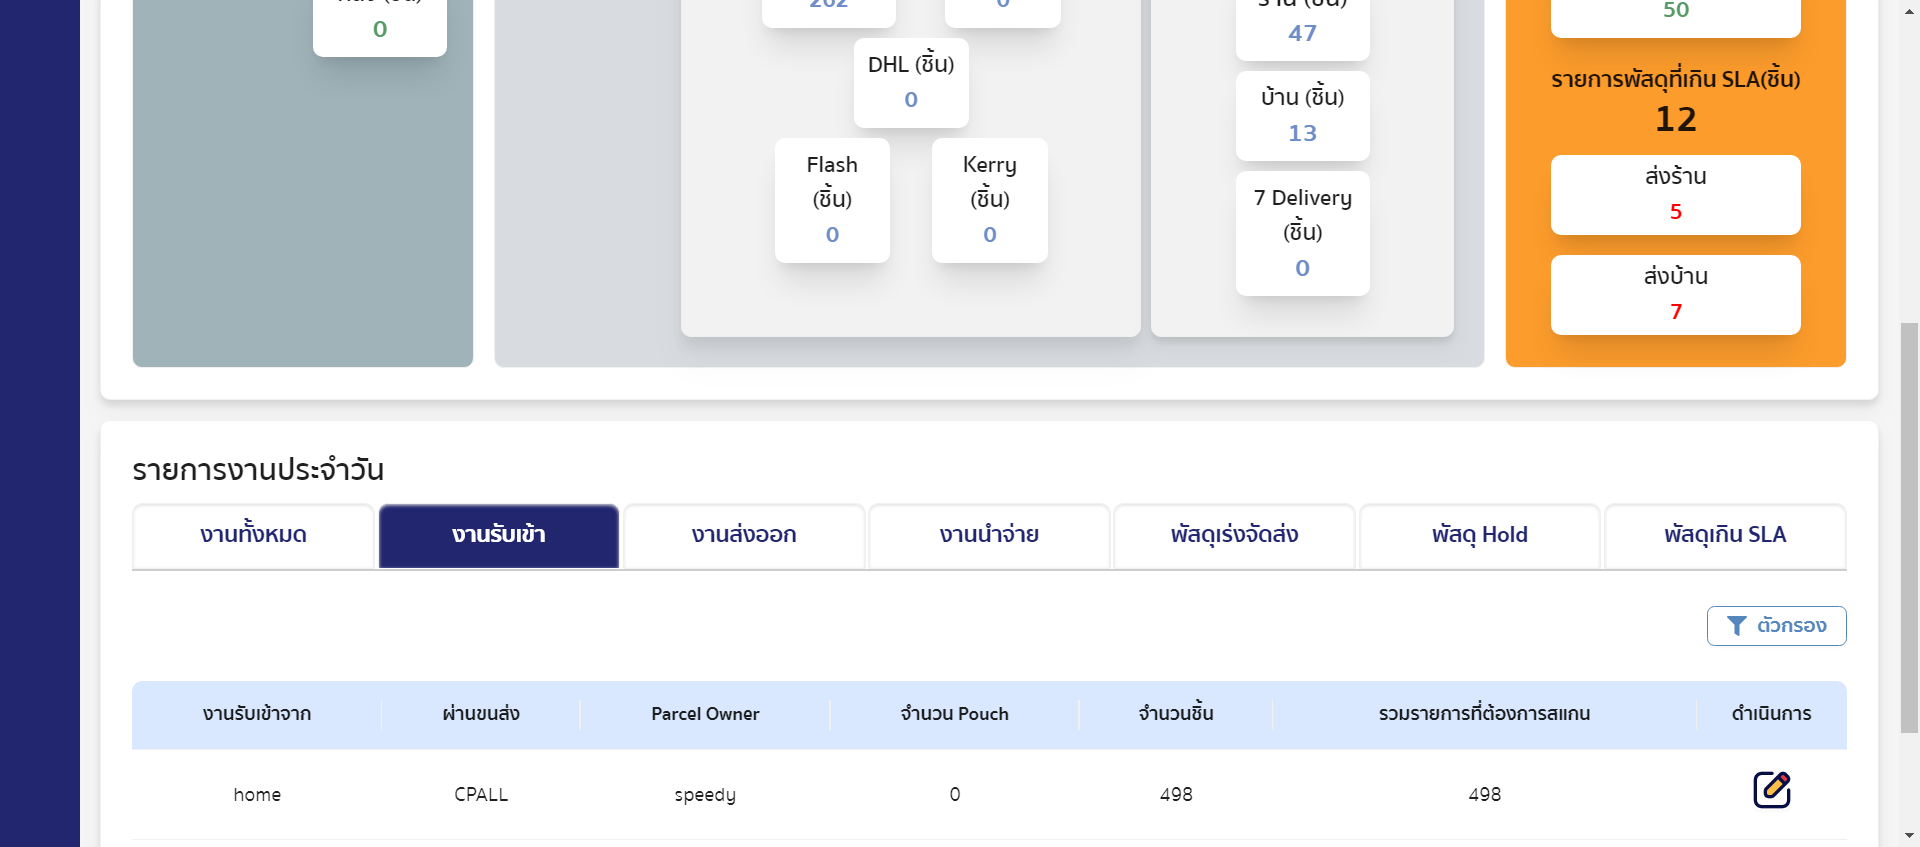 0
262
0
DHL (ชิ้น)
0
Flash
(ชิ้น)
0
Kerry
(ชิ้น)
0
ร้าน (ชิ้น)
47
บ้าน (ชิ้น)
13
7 Delivery
(ชิ้น)
0
50
รายการพัสดุที่เกิน SLA(ชิ้น)
12
ส่งร้าน
5
ส่งบ้าน
7
รายการงานประจำวัน
งานทั้งหมด งานรับเข้า งานส่งออก งานนำจ่าย พัสดุเร่งจัดส่ง พัสดุ Hold พัสดุเกิน SLA
ตัวกรอง
งานรับเข้าจาก ผ่านขนส่ง Parcel Owner จำนวน Pouch จำนวนชิ้น รวมรายการที่ต้องการสแกน ดำเนินการ
home CPALL speedy 0 498 498